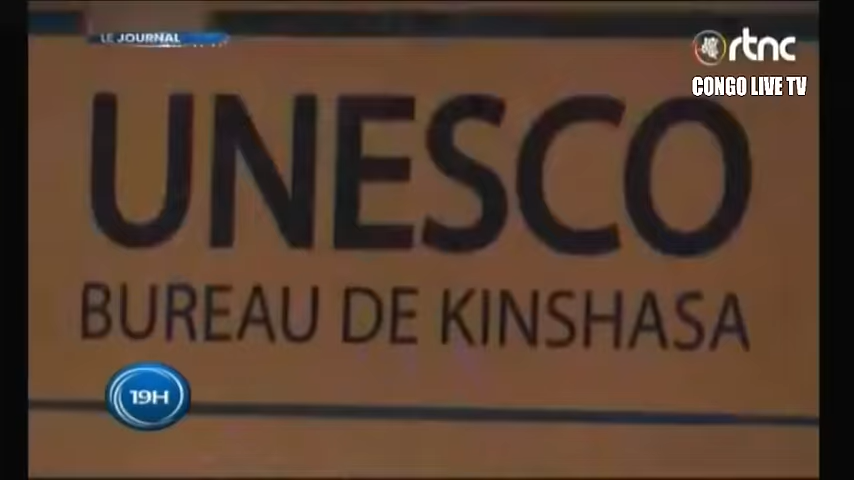 LE JOURNAL
rtnc
CONGO LIVE TV
UNESCO
BUREAU DE KINSHASA
19H